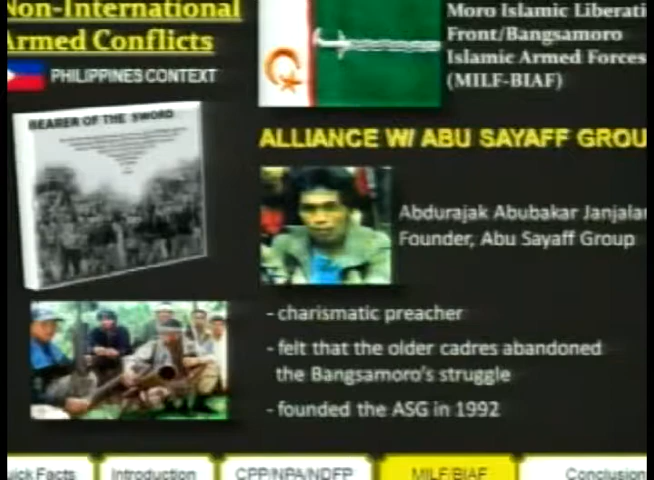 Non-International
Armed Conflicts
PHILIPPINES CONTEXT
BEARER OF THE SWORD
Moro Islamic Liberati
Front/Bangsamoro
Islamic Armed Forces
(MILF-BIAF)
ALLIANCE W/ ABU SAYAFF GROU
Abdurajak Abubakar Janjalan
Founder, Abu Sayaff Group
- charismatic preacher
- felt that the older cadres abandoned
the Bangsamoro's struggle
- founded the ASG in 1992
uick Facts
Introduction
CPP/NPA/NDFP
MILF/BIAF
Conclusion